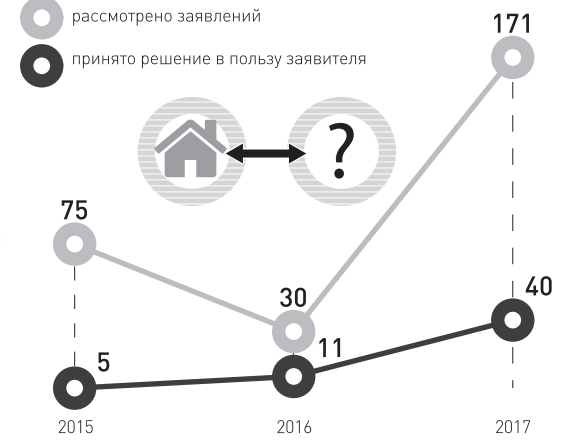 рассмотрено заявлений
принято решение в пользу заявителя
171
?
75
30
40
5
11
2015 2016 2017